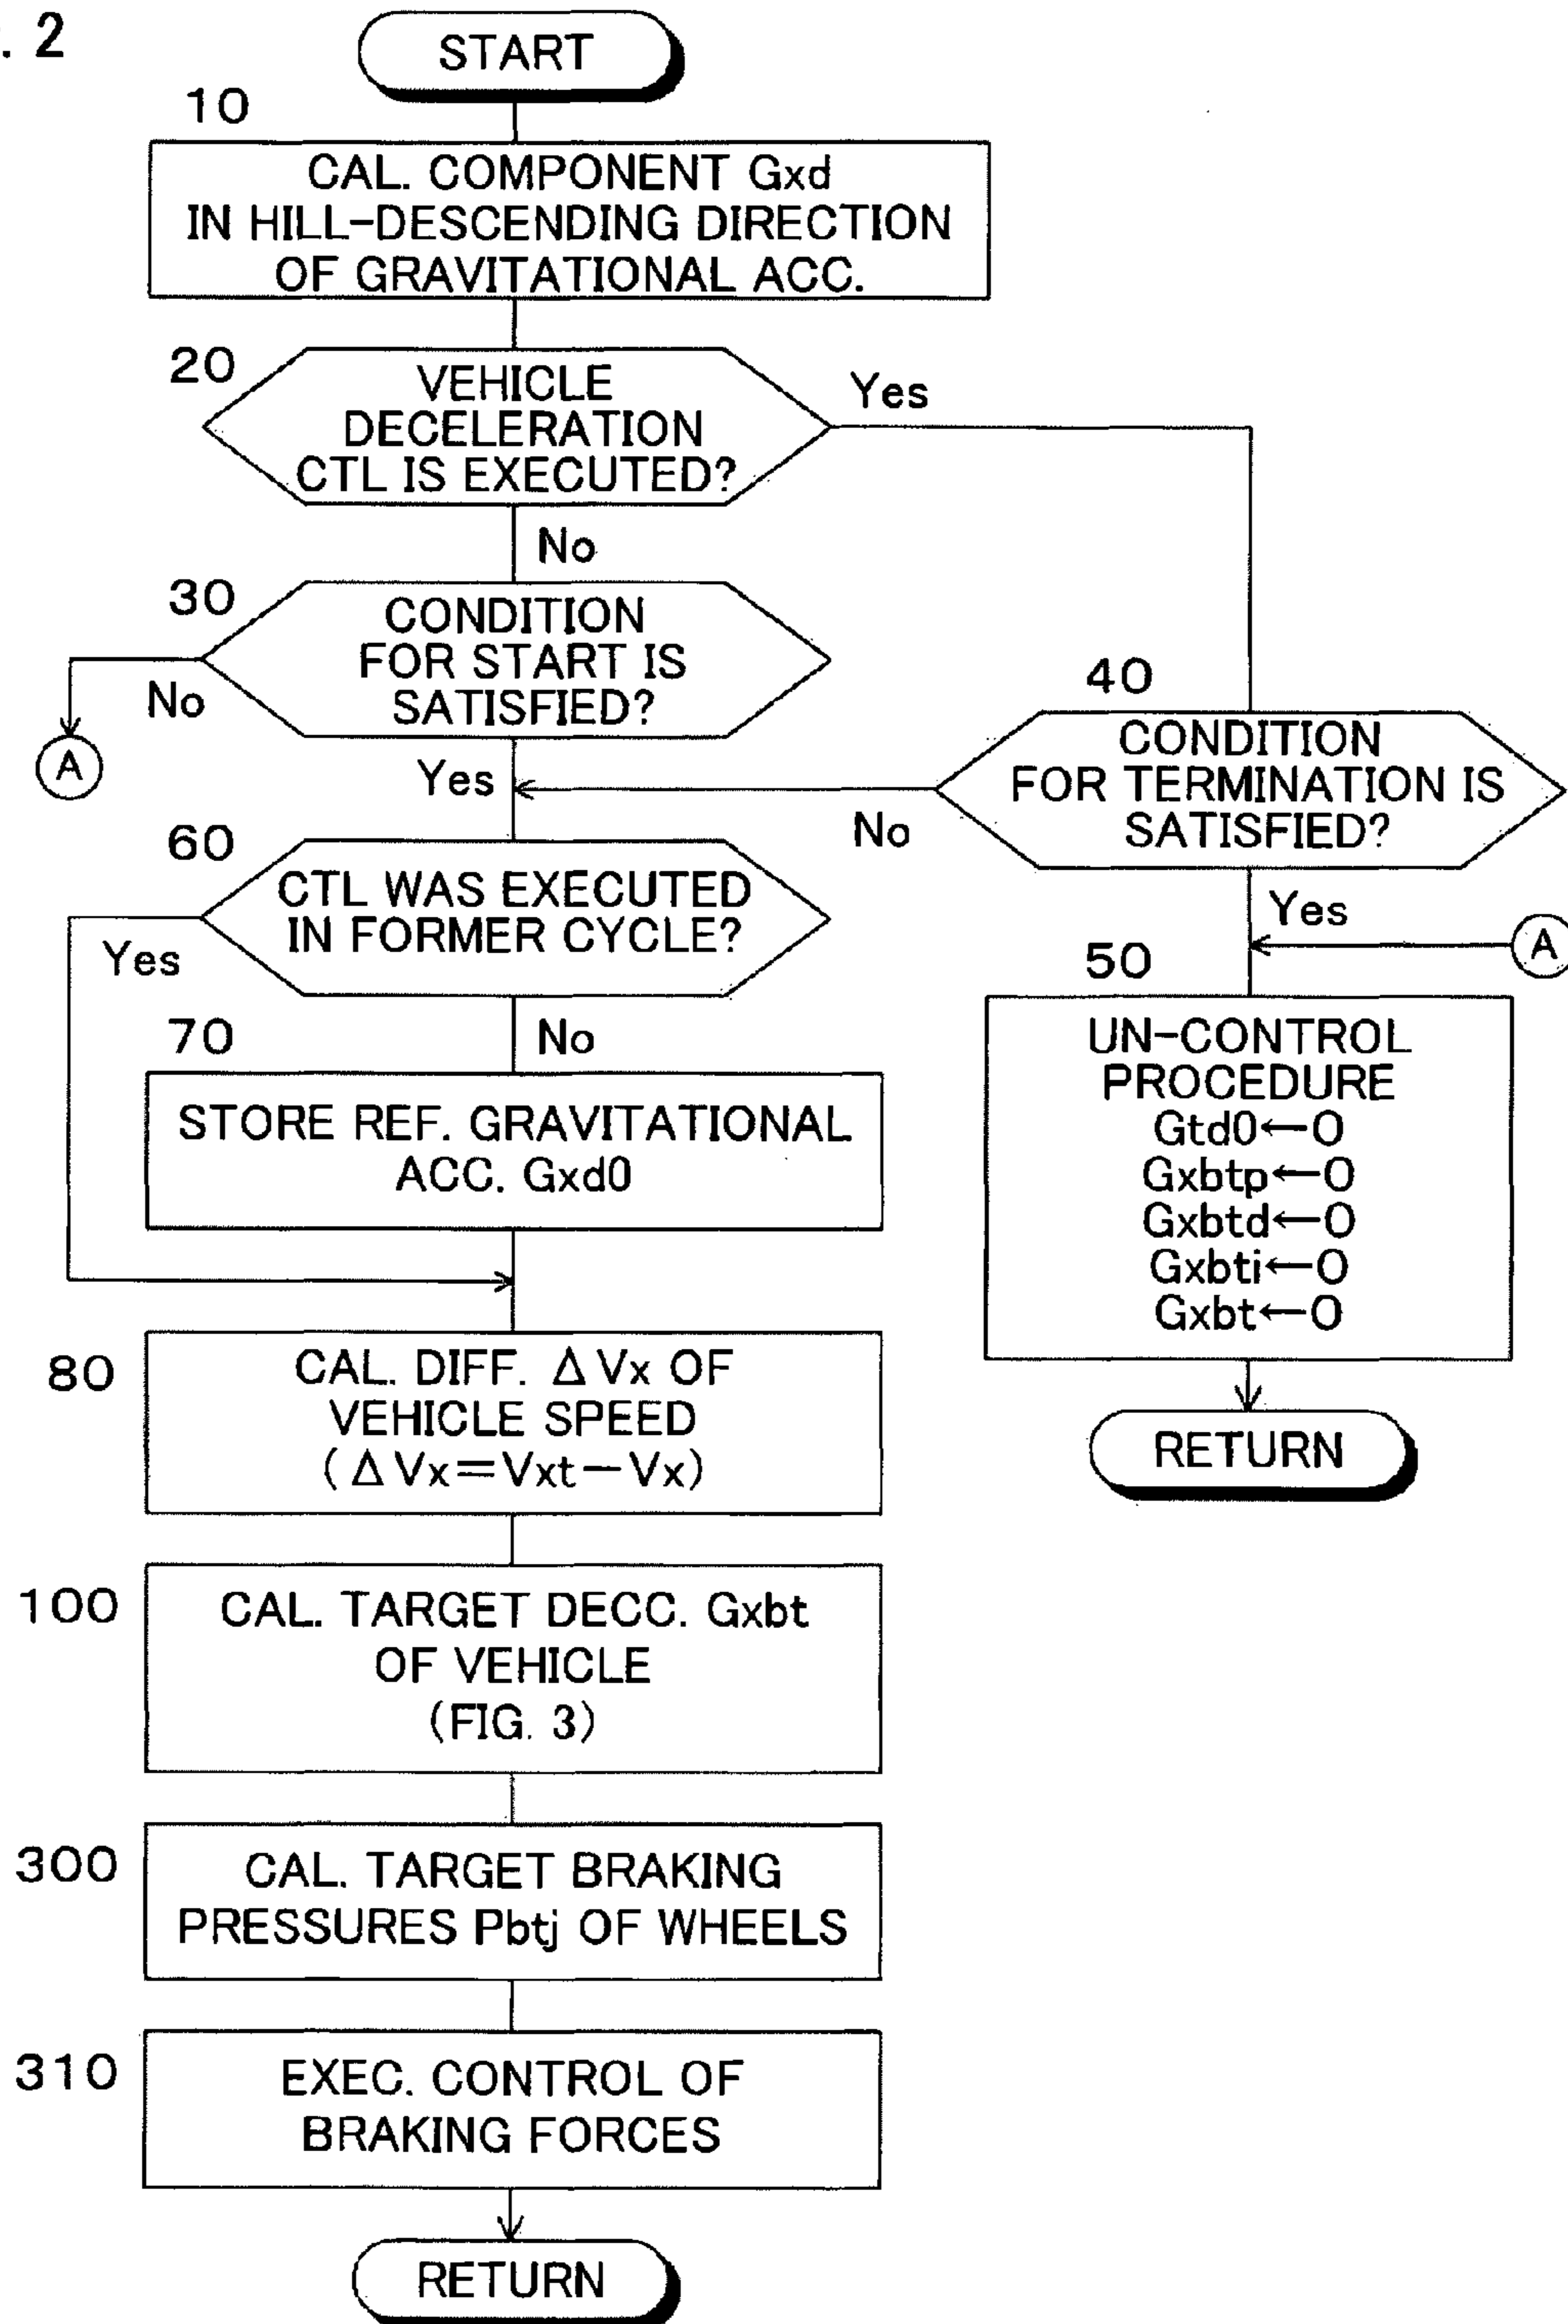 . 2
START
10
CAL. COMPONENT Gxd
IN HILL-DESCENDING DIRECTION
OF GRAVITATIONAL ACC.
20
VEHICLE
DECELERATION
CTL IS EXECUTED?
Yes
No
30
CONDITION
FOR START IS
SATISFIED?
No
A
Yes
40
CONDITION
FOR TERMINATION IS
SATISFIED?
No
Yes
A
60
CTL WAS EXECUTED
IN FORMER CYCLE?
Yes
No
50
UN-CONTROL
PROCEDURE
Gtd0←O
Gxbtp←O
Gxbtd←O
Gxbti←O
Gxbt←O
RETURN
70
STORE REF. GRAVITATIONAL
ACC. Gxd0
80
CAL. DIFF. ΔVx OF
VEHICLE SPEED
(ΔVx=Vxt−Vx)
100
CAL. TARGET DECC. Gxbt
OF VEHICLE
(FIG. 3)
300
CAL. TARGET BRAKING
PRESSURES Pbtj OF WHEELS
310
EXEC. CONTROL OF
BRAKING FORCES
RETURN